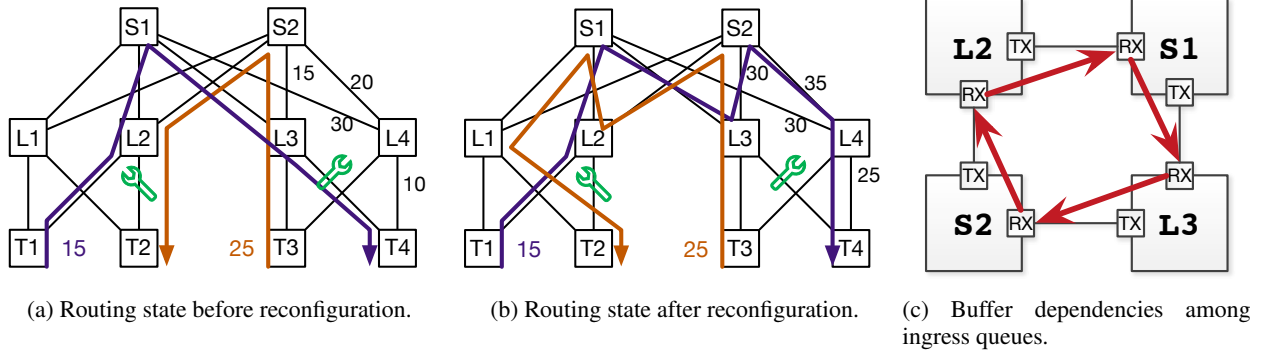 S1 S2
15
20
30
L1 L2 L3 L4
10
T1 15 T2 25 T3 T4
(a) Routing state before reconfiguration.
S1 S2
30
35
30
L1 L2 L3 L4
25
T1 15 T2 25 T3 T4
(b) Routing state after reconfiguration.
L2 TX RX S1
RX TX
TX RX
S2 RX TX L3
(c) Buffer dependencies among
ingress queues.